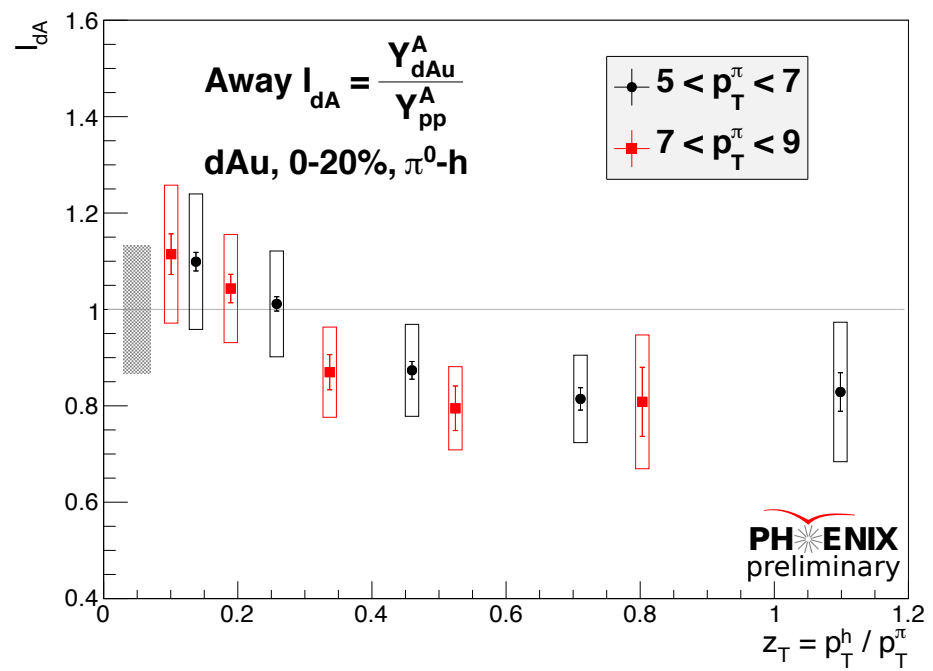 I_dA
1.6
1.4
1.2
1
0.8
0.6
0.4
Away I_dA = Y^A_dAu / Y^A_pp
dAu, 0-20%, π⁰-h
5 < p_T^π < 7
7 < p_T^π < 9
PHENIX
preliminary
0 0.2 0.4 0.6 0.8 1 1.2
z_T = p_T^h / p_T^π